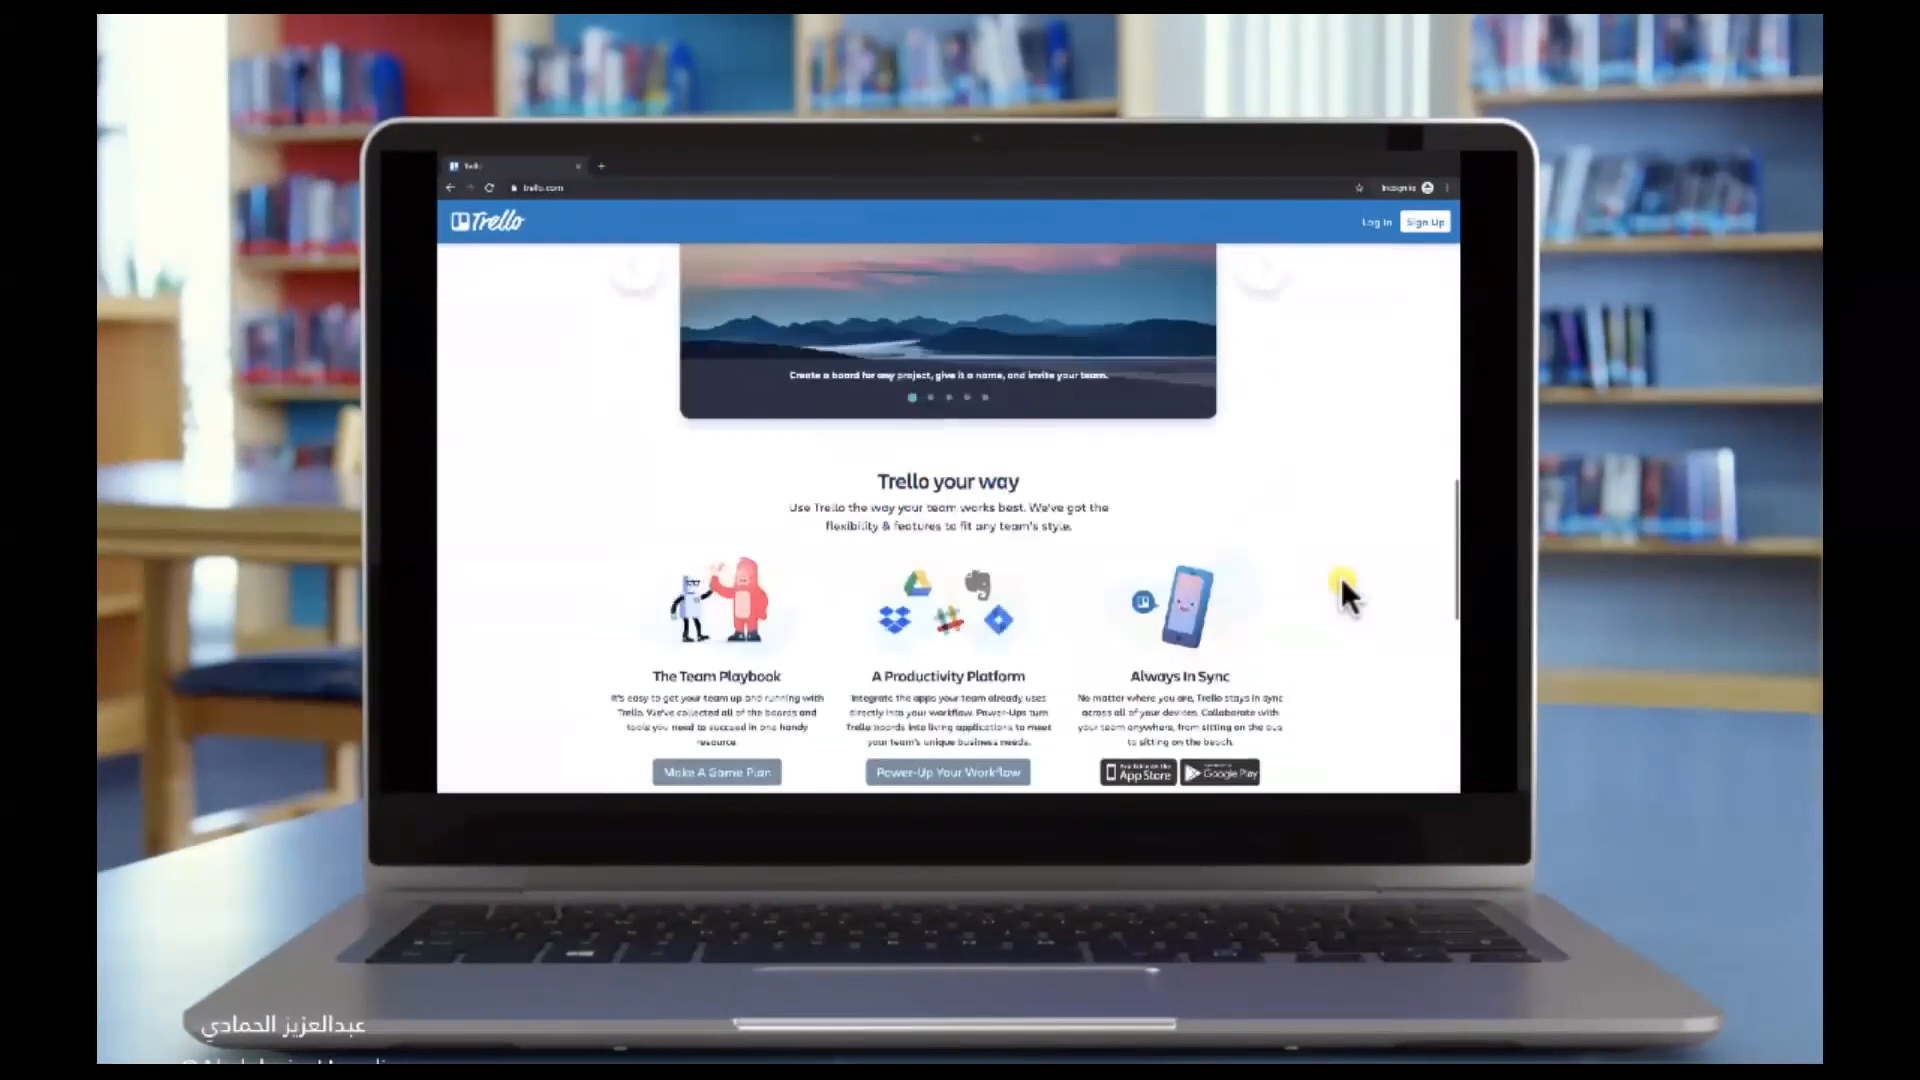 Trello
trello.com
Incognito
Trello
Log In
Sign Up
Create a board for any project, give it a name, and invite your team.
Trello your way
Use Trello the way your team works best. We've got the
flexibility & features to fit any team's style.
The Team Playbook
It's easy to get your team up and running with
Trello. We've collected all of the boards and
tools you need to succeed in one handy
resource.
Make A Game Plan
A Productivity Platform
Integrate the apps your team already uses
directly into your workflow. Power-Ups turn
Trello boards into living applications to meet
your team's unique business needs.
Power-Up Your Workflow
Always In Sync
No matter where you are, Trello stays in sync
across all of your devices. Collaborate with
your team anywhere, from sitting on the bus
to sitting on the beach.
App Store
Google Play
عبدالعزيز الحمادي